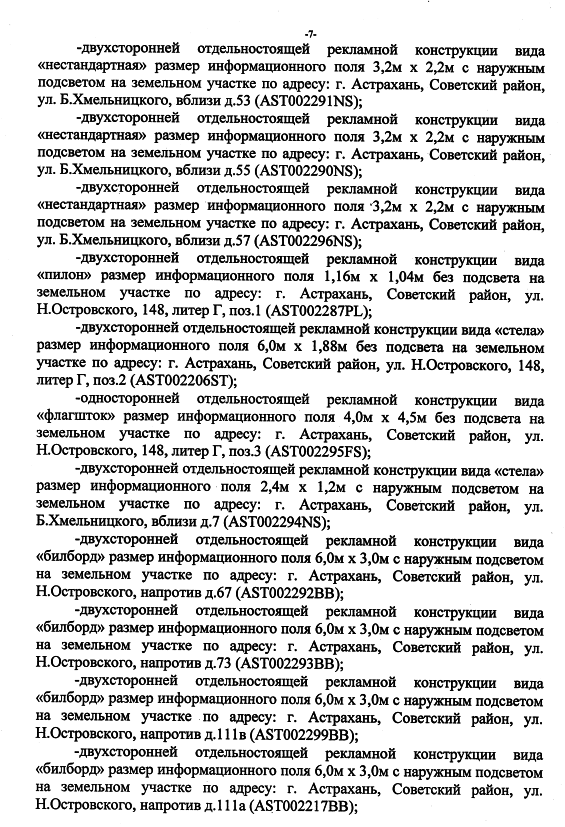 -7-
-двухсторонней отдельностоящей рекламной конструкции вида
«нестандартная» размер информационного поля 3,2м х 2,2м с наружным
подсветом на земельном участке по адресу: г. Астрахань, Советский район,
ул. Б.Хмельницкого, вблизи д.53 (AST002291NS);
-двухсторонней отдельностоящей рекламной конструкции вида
«нестандартная» размер информационного поля 3,2м х 2,2м с наружным
подсветом на земельном участке по адресу: г. Астрахань, Советский район,
ул. Б.Хмельницкого, вблизи д.55 (AST002290NS);
-двухсторонней отдельностоящей рекламной конструкции вида
«нестандартная» размер информационного поля 3,2м х 2,2м с наружным
подсветом на земельном участке по адресу: г. Астрахань, Советский район,
ул. Б.Хмельницкого, вблизи д.57 (AST002296NS);
-двухсторонней отдельностоящей рекламной конструкции вида
«пилон» размер информационного поля 1,16м х 1,04м без подсвета на
земельном участке по адресу: г. Астрахань, Советский район, ул.
Н.Островского, 148, литер Г, поз.1 (AST002287PL);
-двухсторонней отдельностоящей рекламной конструкции вида «стела»
размер информационного поля 6,0м х 1,88м без подсвета на земельном
участке по адресу: г. Астрахань, Советский район, ул. Н.Островского, 148,
литер Г, поз.2 (AST002206ST);
-односторонней отдельностоящей рекламной конструкции вида
«флагшток» размер информационного поля 4,0м х 4,5м без подсвета на
земельном участке по адресу: г. Астрахань, Советский район, ул.
Н.Островского, 148, литер Г, поз.3 (AST002295FS);
-двухсторонней отдельностоящей рекламной конструкции вида «стела»
размер информационного поля 2,4м х 1,2м с наружным подсветом на
земельном участке по адресу: г. Астрахань, Советский район, ул.
Б.Хмельницкого, вблизи д.7 (AST002294NS);
-двухсторонней отдельностоящей рекламной конструкции вида
«билборд» размер информационного поля 6,0м х 3,0м с наружным подсветом
на земельном участке по адресу: г. Астрахань, Советский район, ул.
Н.Островского, напротив д.67 (AST002292BB);
-двухсторонней отдельностоящей рекламной конструкции вида
«билборд» размер информационного поля 6,0м х 3,0м с наружным подсветом
на земельном участке по адресу: г. Астрахань, Советский район, ул.
Н.Островского, напротив д.73 (AST002293BB);
-двухсторонней отдельностоящей рекламной конструкции вида
«билборд» размер информационного поля 6,0м х 3,0м с наружным подсветом
на земельном участке по адресу: г. Астрахань, Советский район, ул.
Н.Островского, напротив д.111в (AST002299BB);
-двухсторонней отдельностоящей рекламной конструкции вида
«билборд» размер информационного поля 6,0м х 3,0м с наружным подсветом
на земельном участке по адресу: г. Астрахань, Советский район, ул.
Н.Островского, напротив д.111а (AST002217BB);